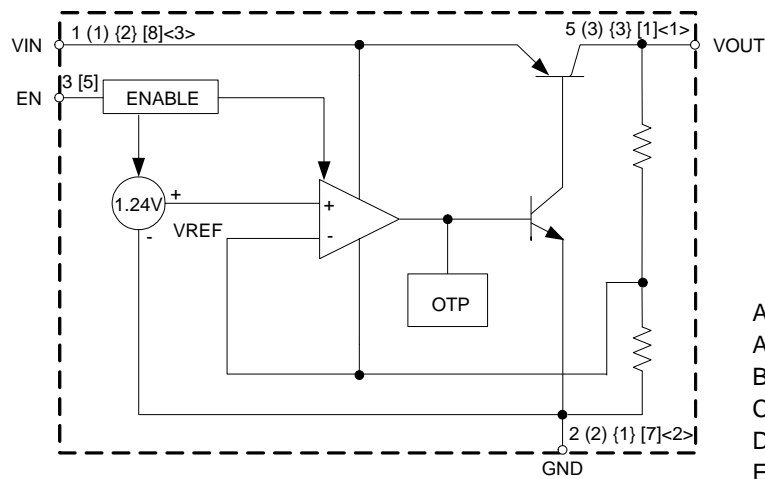 1 (1) {2} [8]<3>
5 (3) {3} [1]<1>
VIN
VOUT
3 [5]
EN
ENABLE
1.24V
+
-
VREF
+
-
OTP
A
A
B
C
D
E
2 (2) {1} [7]<2>
GND